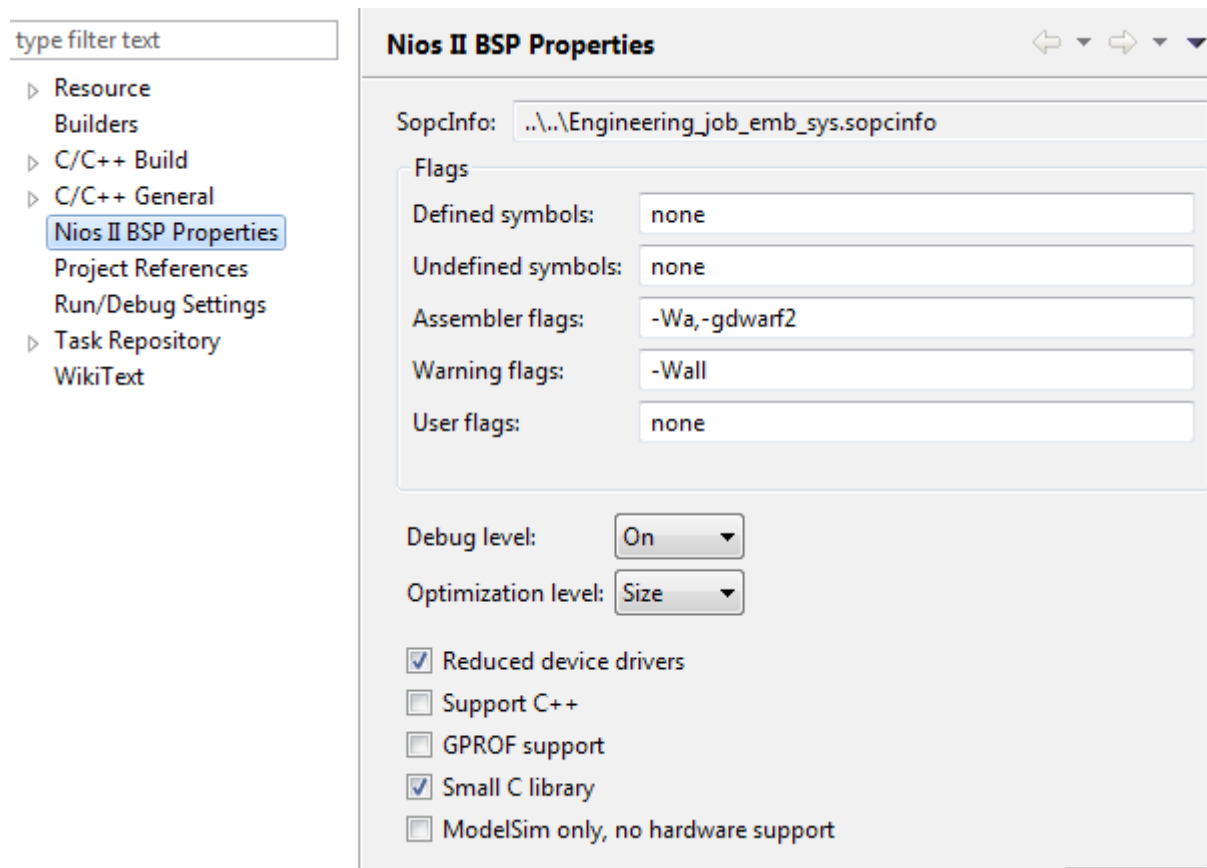 type filter text
Resource
Builders
C/C++ Build
C/C++ General
Nios II BSP Properties
Project References
Run/Debug Settings
Task Repository
WikiText
Nios II BSP Properties
SopcInfo: ..\..\Engineering_job_emb_sys.sopcinfo
Flags
Defined symbols: none
Undefined symbols: none
Assembler flags: -Wa,-gdwarf2
Warning flags: -Wall
User flags: none
Debug level: On
Optimization level: Size
Reduced device drivers
Support C++
GPROF support
Small C library
ModelSim only, no hardware support